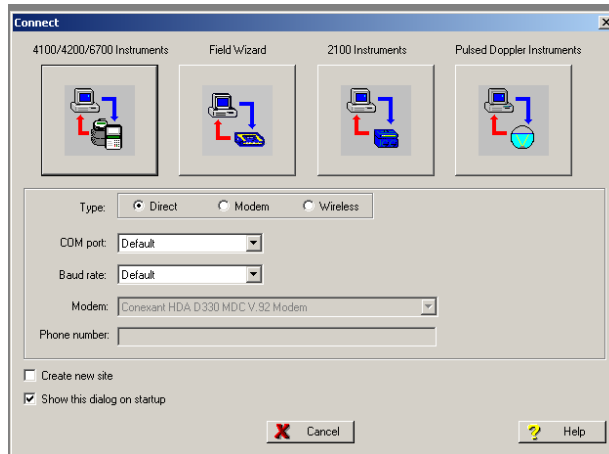 Connect
4100/4200/6700 Instruments
Field Wizard
2100 Instruments
Pulsed Doppler Instruments
Type:
Direct
Modem
Wireless
COM port:
Default
Baud rate:
Default
Modem:
Conexant HDA D330 MDC V.92 Modem
Phone number:
Create new site
Show this dialog on startup
Cancel
Help